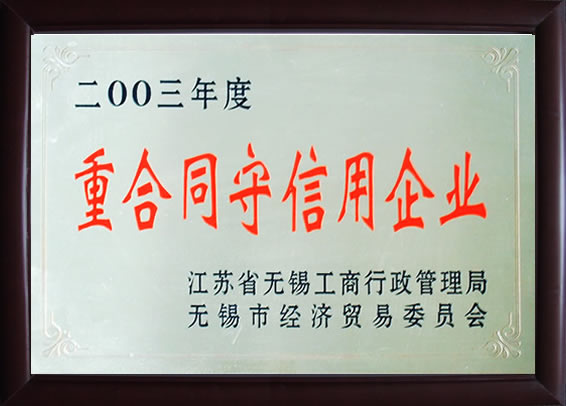 二OO三年度
重合同守信用企业
江苏省无锡工商行政管理局
无锡市经济贸易委员会